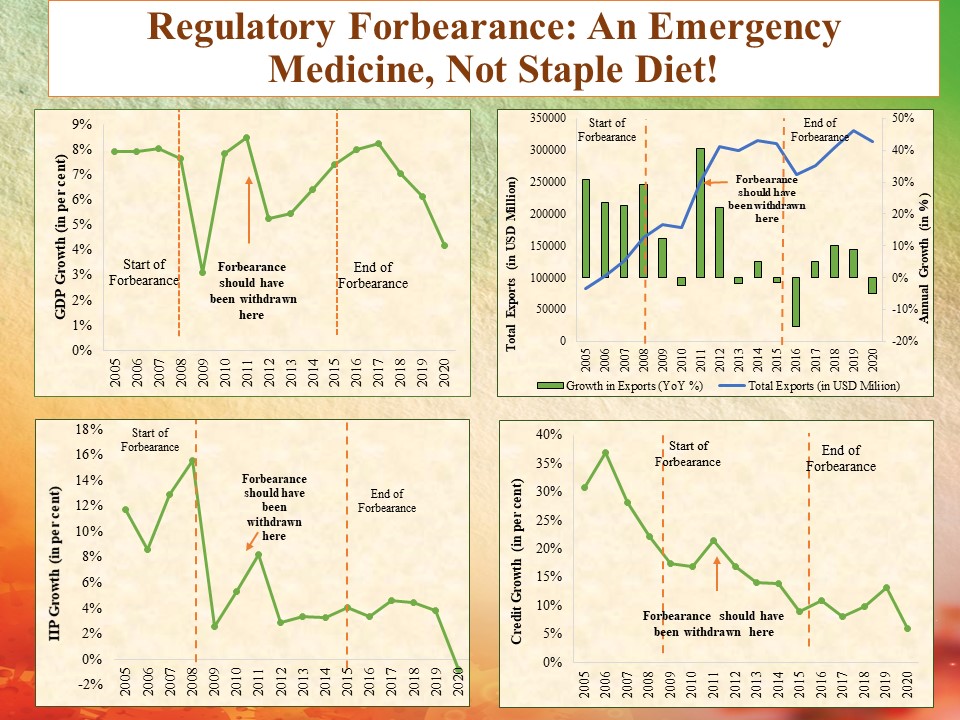 Regulatory Forbearance: An Emergency
Medicine, Not Staple Diet!
GDP Growth (in per cent)
9%
8%
7%
6%
5%
4%
3%
2%
1%
0%
Start of
Forbearance
Forbearance
should have
been withdrawn
here
End of
Forbearance
2005 2006 2007 2008 2009 2010 2011 2012 2013 2014 2015 2016 2017 2018 2019 2020
Total Exports (in USD Million)
350000
300000
250000
200000
150000
100000
50000
0
Start of
Forbearance
Forbearance
should have
been withdrawn
here
End of
Forbearance
50%
40%
30%
20%
10%
0%
-10%
-20%
Annual Growth (in %)
2005 2006 2007 2008 2009 2010 2011 2012 2013 2014 2015 2016 2017 2018 2019 2020
Growth in Exports (YoY %) Total Exports (in USD Miliion)
IIP Growth (in per cent)
18%
16%
14%
12%
10%
8%
6%
4%
2%
0%
-2%
Start of
Forbearance
Forbearance
should have
been
withdrawn
here
End of
Forbearance
2005 2006 2007 2008 2009 2010 2011 2012 2013 2014 2015 2016 2017 2018 2019 2020
Credit Growth (in per cent)
40%
35%
30%
25%
20%
15%
10%
5%
0%
Start of
Forbearance
Forbearance should have
been withdrawn here
End of
Forbearance
2005 2006 2007 2008 2009 2010 2011 2012 2013 2014 2015 2016 2017 2018 2019 2020